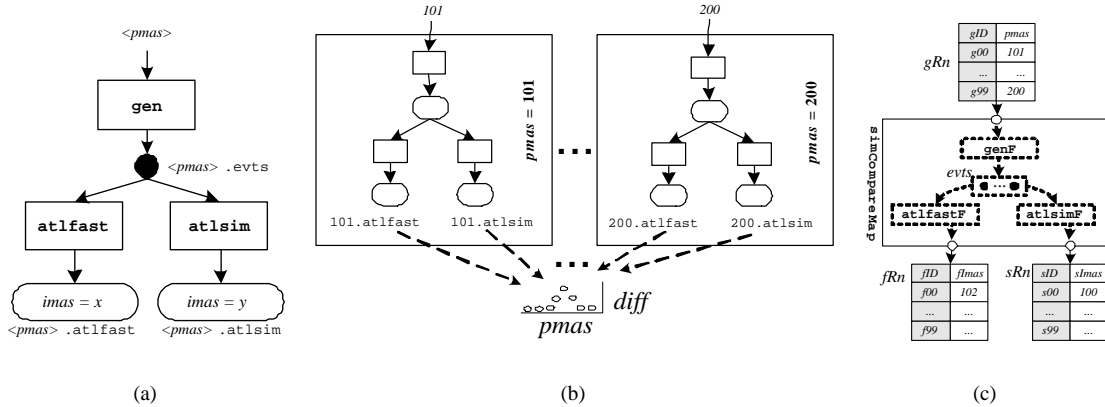 <pmas>
gen
<pmas> .evts
atlfast
atlsim
imas = x
imas = y
<pmas> .atlfast
<pmas> .atlsim
(a)
101
pmas = 101
101.atlfast
101.atlsim
...
200
pmas = 200
200.atlfast
200.atlsim
...
diff
pmas
(b)
gRn
gID pmas
g00 101
... ...
g99 200
simCompareMap
genF
evts
...
atlfastF
atlsimF
fRn
fID fImas
f00 102
... ...
f99 ...
sRn
sID sImas
s00 100
... ...
s99 ...
(c)